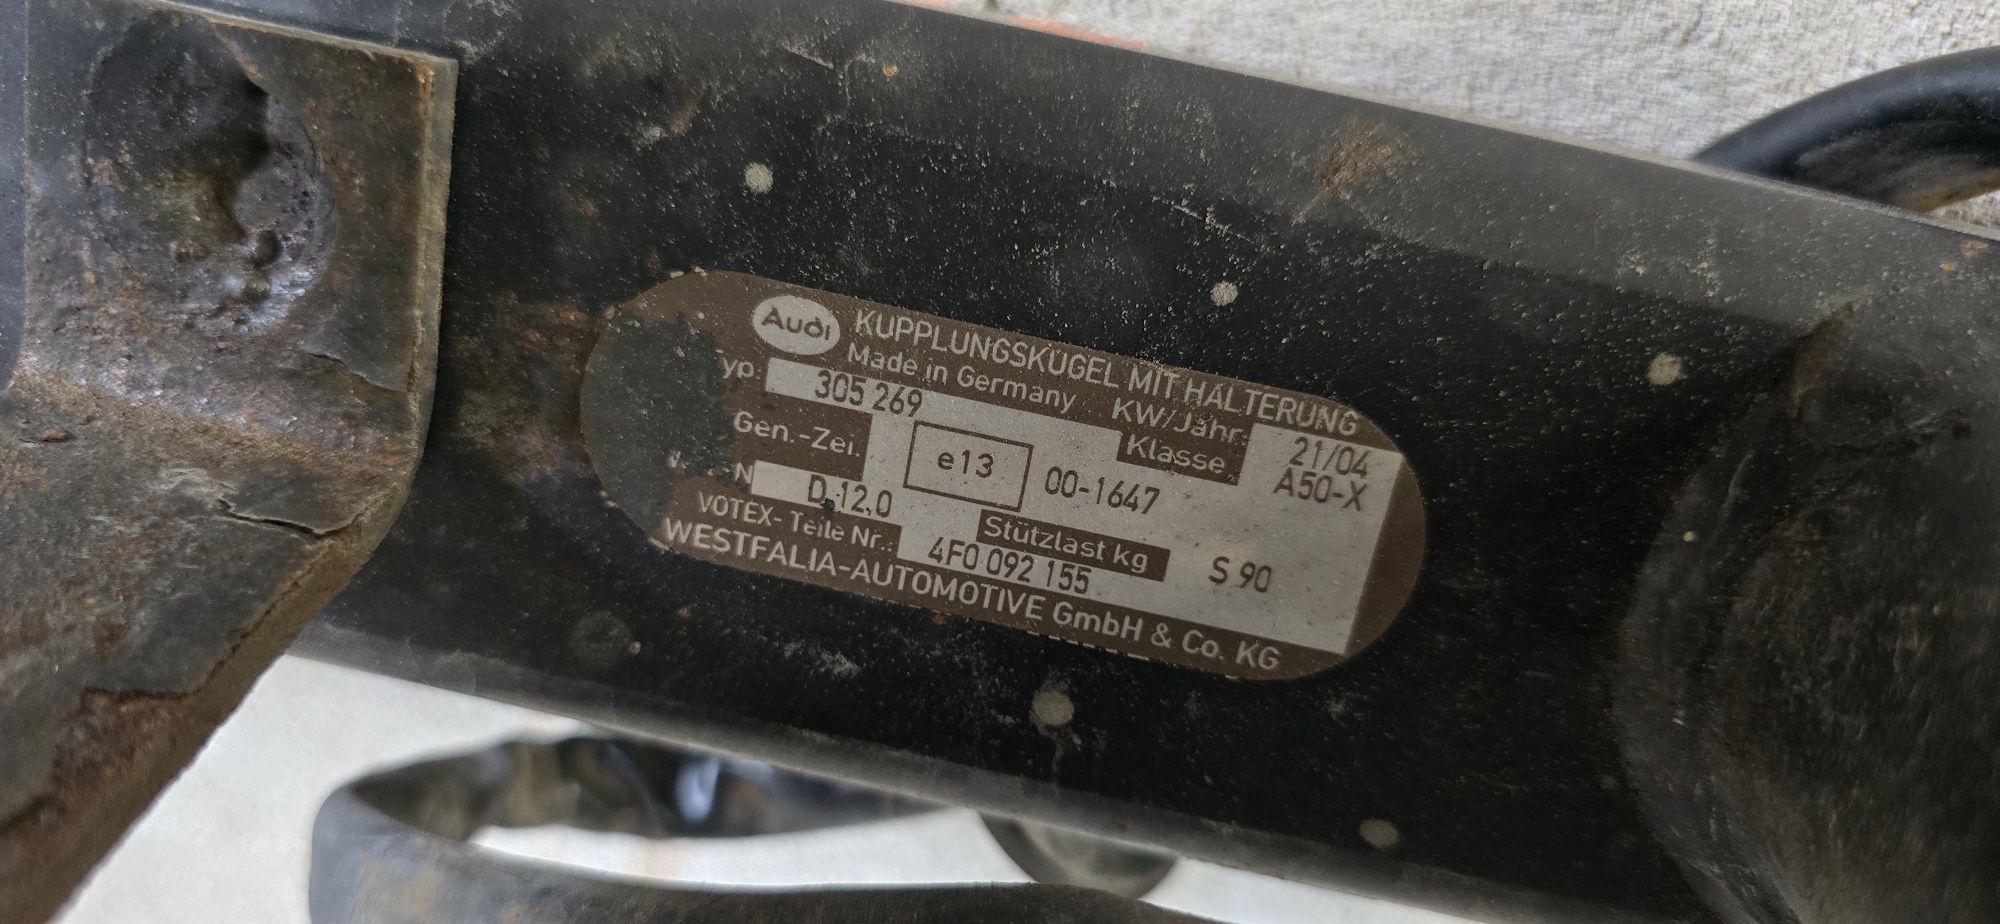 Audi KUPPLUNGSKUGEL MIT HALTERUNG
Made in Germany KW/Jahr: 21/04
yp: 305 269 Klasse A50-X
Gen.-Zei. e13 00-1647
N D 12,0 Stützlast kg S 90
VOTEX- Teile Nr.: 4F0 092 155
WESTFALIA-AUTOMOTIVE GmbH & Co. KG